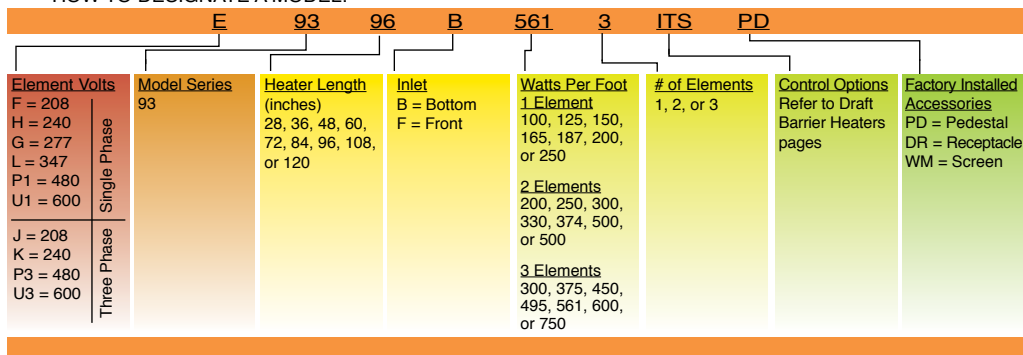 HOW TO DESIGNATE A MODEL:
E 93 96 B 561 3 ITS PD
Element Volts
F = 208
H = 240
G = 277
L = 347
P1 = 480
U1 = 600
Single Phase
J = 208
K = 240
P3 = 480
U3 = 600
Three Phase
Model Series
93
Heater Length
(inches)
28, 36, 48, 60,
72, 84, 96, 108,
or 120
Inlet
B = Bottom
F = Front
Watts Per Foot
1 Element
100, 125, 150,
165, 187, 200,
or 250
2 Elements
200, 250, 300,
330, 374, 500,
or 500
3 Elements
300, 375, 450,
495, 561, 600,
or 750
# of Elements
1, 2, or 3
Control Options
Refer to Draft
Barrier Heaters
pages
Factory Installed
Accessories
PD = Pedestal
DR = Receptacle
WM = Screen